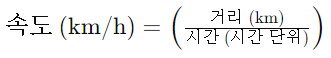 속도 (km/h) = (거리 (km) / 시간 (시간 단위))